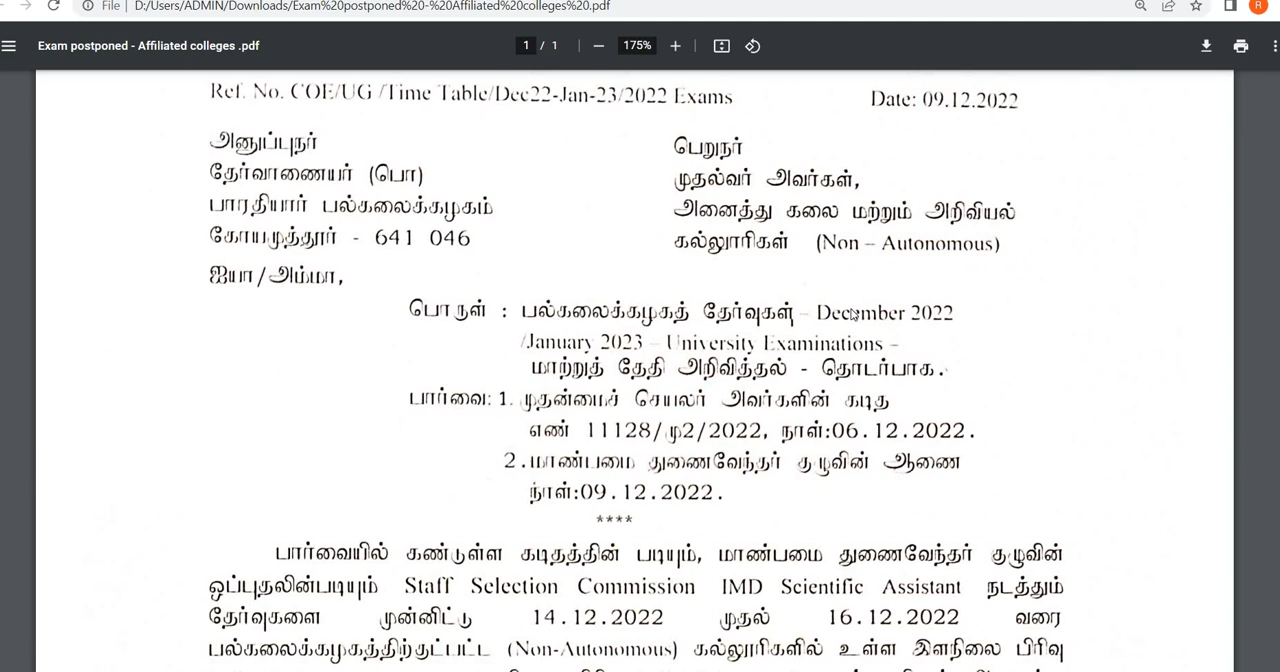 File | D:/Users/ADMIN/Downloads/Exam%20postponed%20-%20Affiliated%20colleges%20.pdf
R
Exam postponed - Affiliated colleges .pdf
1 / 1
175%
Ref. No. COE/UG /Time Table/Dec22-Jan-23/2022 Exams
Date: 09.12.2022
அனுப்புநர்
தேர்வாணையர் (பொ)
பாரதியார் பல்கலைக்கழகம்
கோயமுத்தூர் - 641 046
பெறுநர்
முதல்வர் அவர்கள்,
அனைத்து கலை மற்றும் அறிவியல்
கல்லூரிகள் (Non – Autonomous)
ஐயா/அம்மா,
பொருள் : பல்கலைக்கழகத் தேர்வுகள் – December 2022
/January 2023 – University Examinations –
மாற்றுத் தேதி அறிவித்தல் - தொடர்பாக.
பார்வை: 1. முதன்மைச் செயலர் அவர்களின் கடித
எண் 11128/மு2/2022, நாள்:06.12.2022.
2.மாண்பமை துணைவேந்தர் குழுவின் ஆணை
நாள்:09.12.2022.
****
பார்வையில் கண்டுள்ள கடிதத்தின் படியும், மாண்பமை துணைவேந்தர் குழுவின்
ஒப்புதலின்படியும் Staff Selection Commission IMD Scientific Assistant நடத்தும்
தேர்வுகளை முன்னிட்டு 14.12.2022 முதல் 16.12.2022 வரை
பல்கலைக்கழகத்திற்குட்பட்ட (Non-Autonomous) கல்லூரிகளில் உள்ள இளநிலை பிரிவு